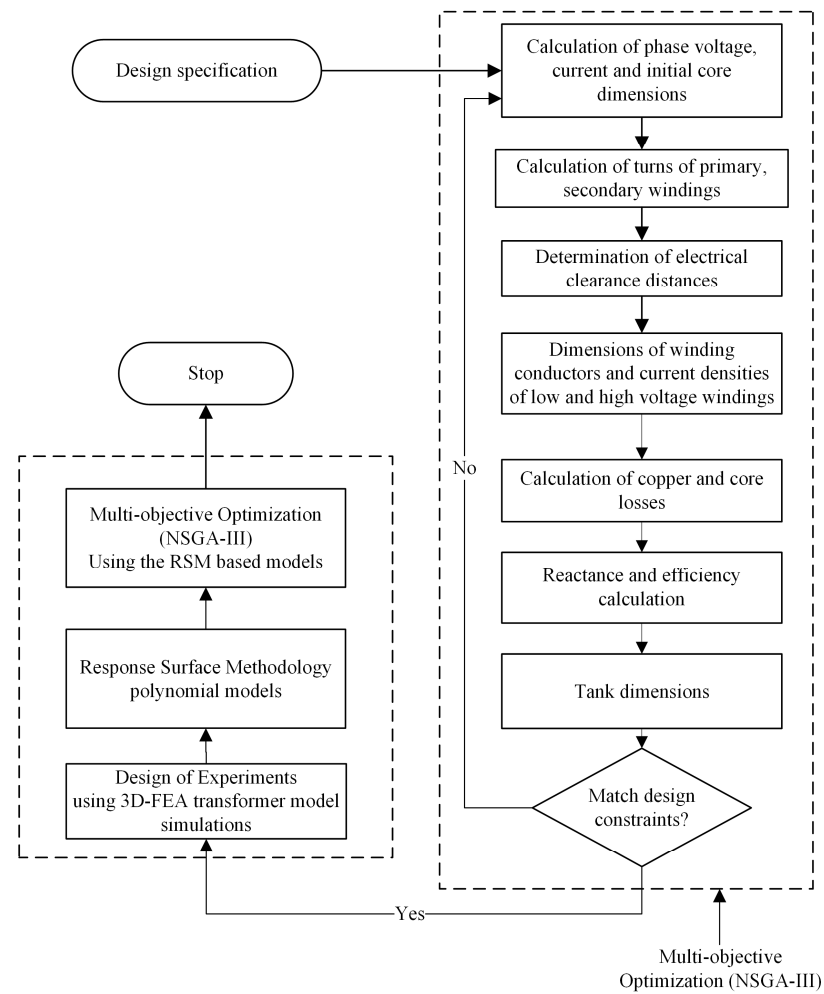 Design specification
Calculation of phase voltage,
current and initial core
dimensions
Calculation of turns of primary,
secondary windings
Determination of electrical
clearance distances
Dimensions of winding
conductors and current densities
of low and high voltage windings
Calculation of copper and core
losses
Reactance and efficiency
calculation
Tank dimensions
Match design
constraints?
No
Yes
Multi-objective
Optimization (NSGA-III)
Design of Experiments
using 3D-FEA transformer model
simulations
Response Surface Methodology
polynomial models
Multi-objective Optimization
(NSGA-III)
Using the RSM based models
Stop